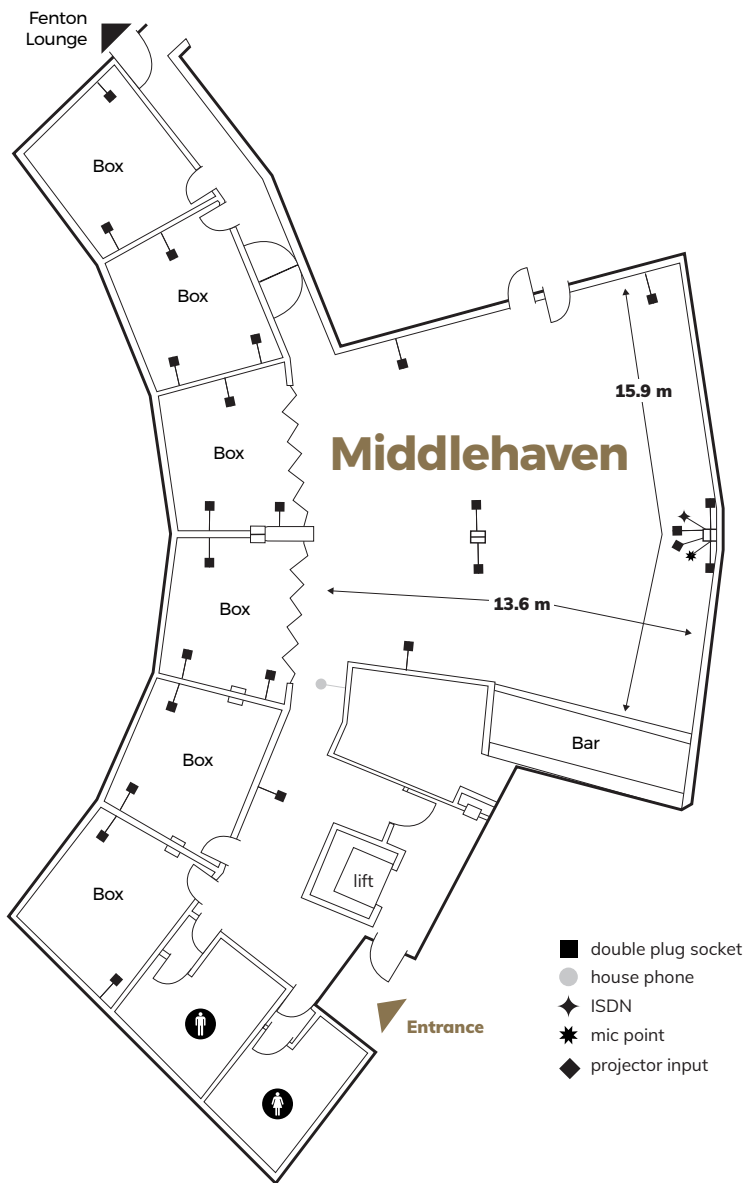 Fenton
Lounge
Box
Box
15.9 m
Box
Middlehaven
13.6 m
Box
Bar
Box
lift
Box
double plug socket
house phone
ISDN
mic point
projector input
Entrance